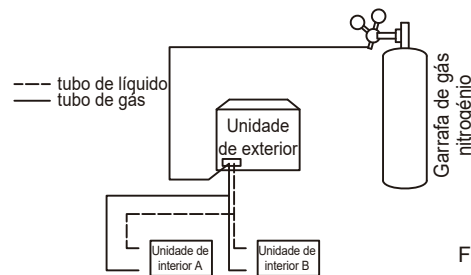 tubo de líquido
tubo de gás
Unidade
de exterior
Garrafa de gás
nitrogénio
Unidade de
interior A
Unidade de
interior B
F